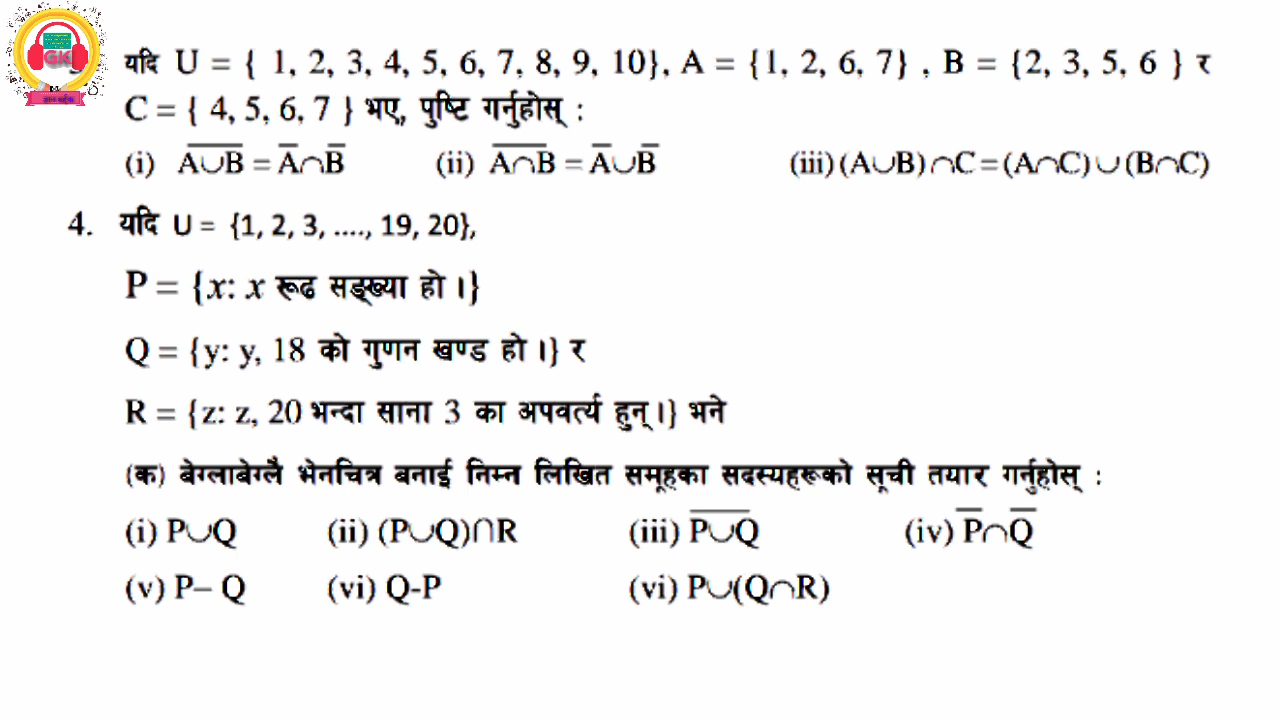 GK
यदि U = { 1, 2, 3, 4, 5, 6, 7, 8, 9, 10}, A = {1, 2, 6, 7} , B = {2, 3, 5, 6 } र
C = { 4, 5, 6, 7 } भए, पुष्टि गर्नुहोस् :
(i) A̅∪̅B̅ = A̅∩B̅ (ii) A̅∩̅B̅ = A̅∪B̅ (iii) (A∪B)∩C=(A∩C)∪(B∩C)
4. यदि U = {1, 2, 3, ...., 19, 20},
P = {x: x रूढ सङ्ख्या हो ।}
Q = {y: y, 18 को गुणन खण्ड हो ।} र
R = {z: z, 20 भन्दा साना 3 का अपवर्त्य हुन् ।} भने
(क) बेग्लाबेग्लै भेनचित्र बनाई निम्न लिखित समूहका सदस्यहरूको सूची तयार गर्नुहोस् :
(i) P∪Q (ii) (P∪Q)∩R (iii) P̅∪̅Q̅ (iv) P̅∩Q̅
(v) P– Q (vi) Q-P (vi) P∪(Q∩R)